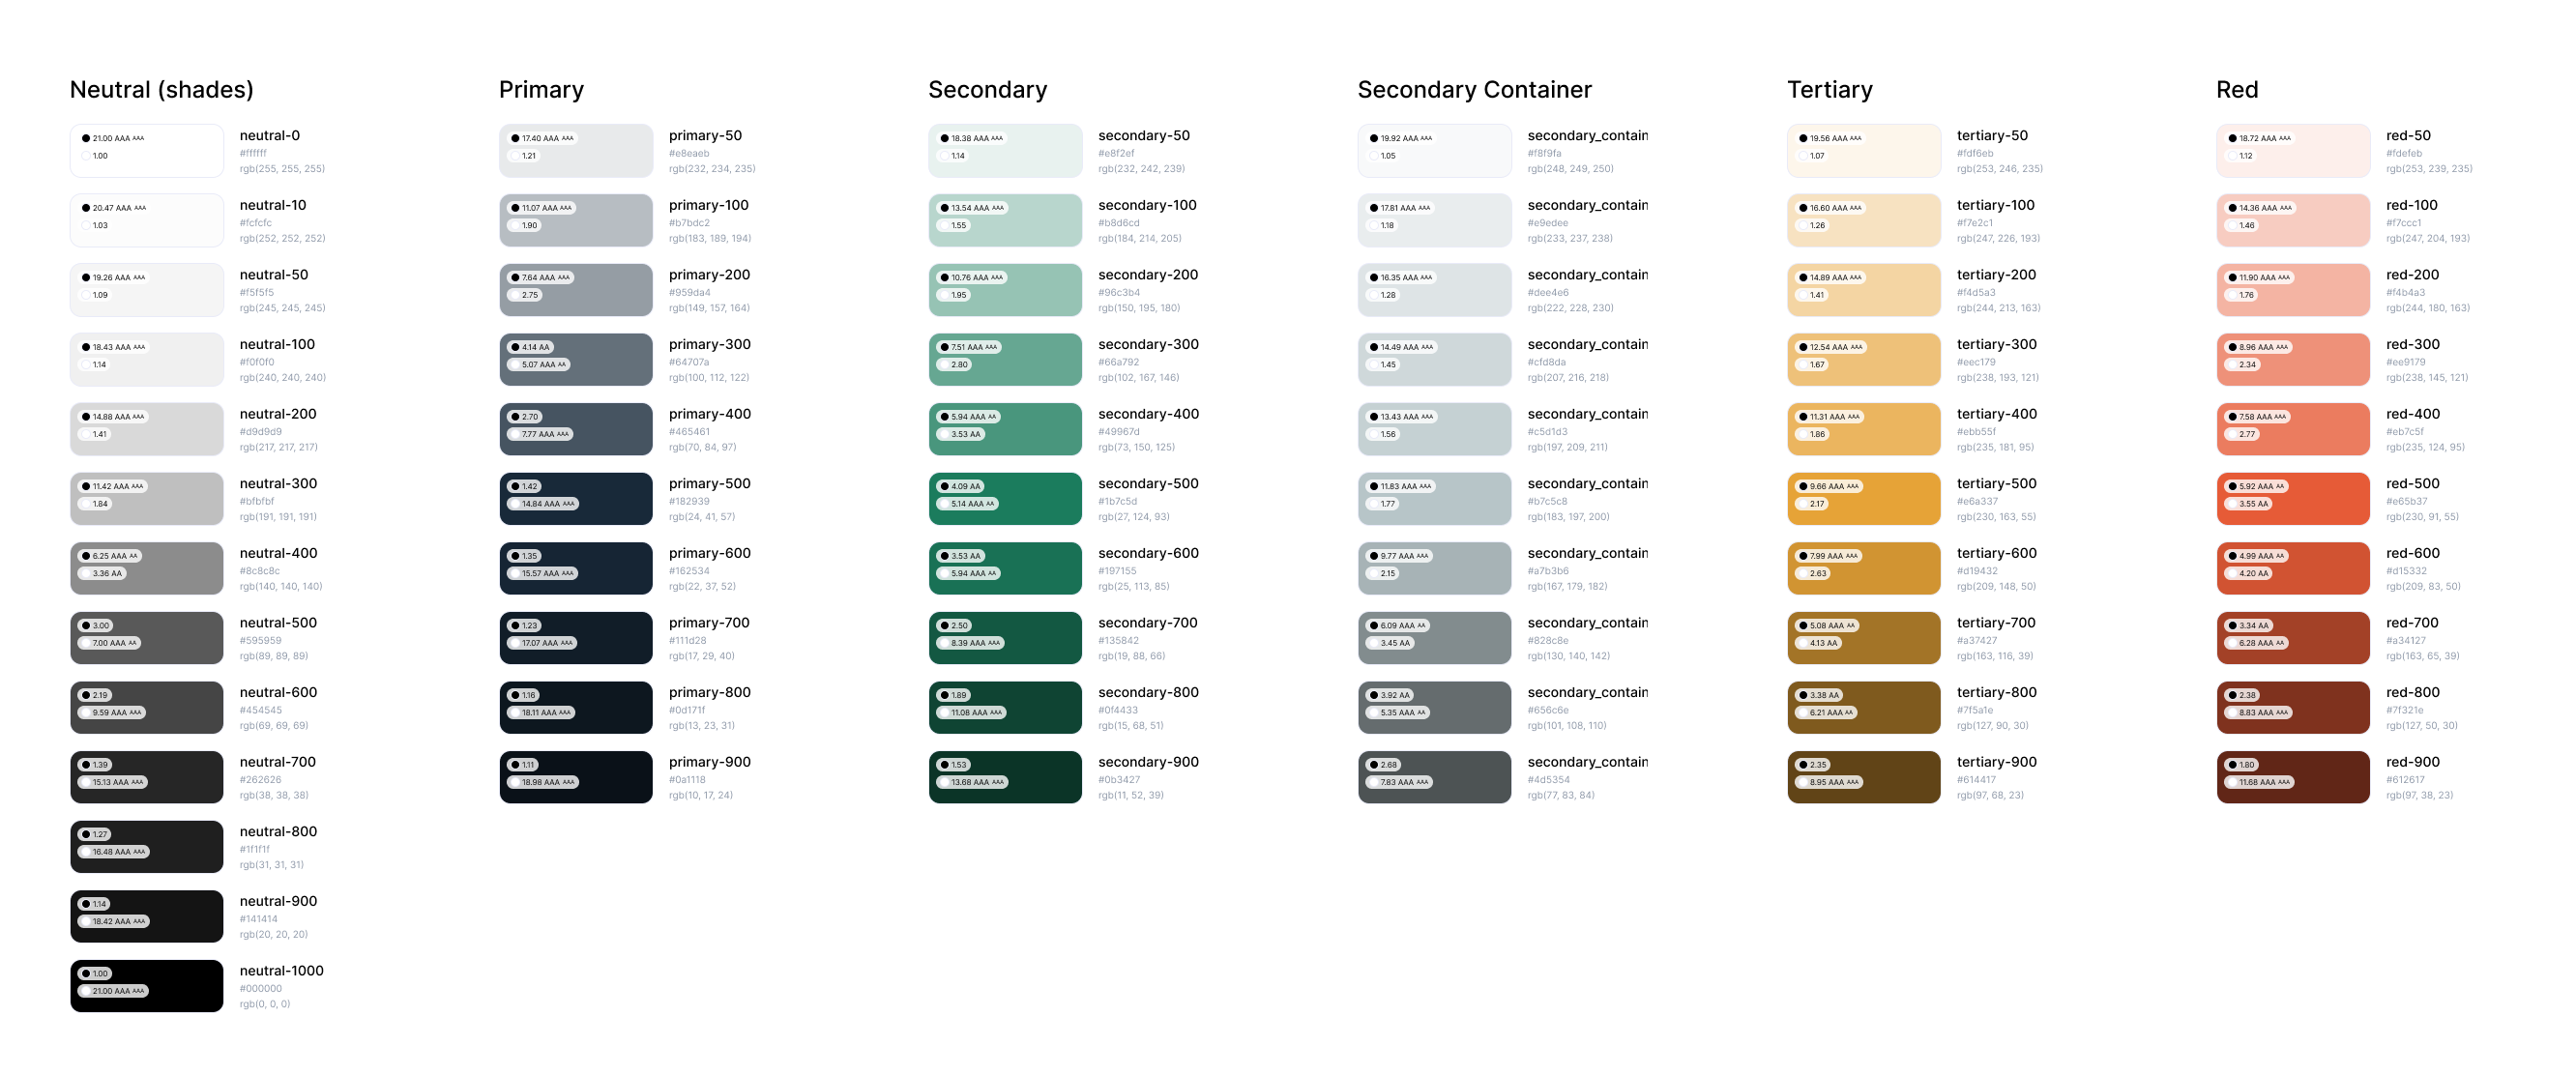 Neutral (shades)
21.00 AAA AAA
1.00
neutral-0
#ffffff
rgb(255, 255, 255)
20.47 AAA AAA
1.03
neutral-10
#fcfcfc
rgb(252, 252, 252)
19.26 AAA AAA
1.09
neutral-50
#f5f5f5
rgb(245, 245, 245)
18.43 AAA AAA
1.14
neutral-100
#f0f0f0
rgb(240, 240, 240)
14.88 AAA AAA
1.41
neutral-200
#d9d9d9
rgb(217, 217, 217)
11.42 AAA AAA
1.84
neutral-300
#bfbfbf
rgb(191, 191, 191)
6.25 AAA AA
3.36 AA
neutral-400
#8c8c8c
rgb(140, 140, 140)
3.00
7.00 AAA AA
neutral-500
#595959
rgb(89, 89, 89)
2.19
9.59 AAA AAA
neutral-600
#454545
rgb(69, 69, 69)
1.39
15.13 AAA AAA
neutral-700
#262626
rgb(38, 38, 38)
1.27
16.48 AAA AAA
neutral-800
#1f1f1f
rgb(31, 31, 31)
1.14
18.42 AAA AAA
neutral-900
#141414
rgb(20, 20, 20)
1.00
21.00 AAA AAA
neutral-1000
#000000
rgb(0, 0, 0)
Primary
17.40 AAA AAA
1.21
primary-50
#e8eaeb
rgb(232, 234, 235)
11.07 AAA AAA
1.90
primary-100
#b7bdc2
rgb(183, 189, 194)
7.64 AAA AAA
2.75
primary-200
#959da4
rgb(149, 157, 164)
4.14 AA
5.07 AAA AA
primary-300
#64707a
rgb(100, 112, 122)
2.70
7.77 AAA AAA
primary-400
#465461
rgb(70, 84, 97)
1.42
14.84 AAA AAA
primary-500
#182939
rgb(24, 41, 57)
1.35
15.57 AAA AAA
primary-600
#162534
rgb(22, 37, 52)
1.23
17.07 AAA AAA
primary-700
#111d28
rgb(17, 29, 40)
1.16
18.11 AAA AAA
primary-800
#0d171f
rgb(13, 23, 31)
1.11
18.98 AAA AAA
primary-900
#0a1118
rgb(10, 17, 24)
Secondary
18.38 AAA AAA
1.14
secondary-50
#e8f2ef
rgb(232, 242, 239)
13.54 AAA AAA
1.55
secondary-100
#b8d6cd
rgb(184, 214, 205)
10.76 AAA AAA
1.95
secondary-200
#96c3b4
rgb(150, 195, 180)
7.51 AAA AAA
2.80
secondary-300
#66a792
rgb(102, 167, 146)
5.94 AAA AA
3.53 AA
secondary-400
#49967d
rgb(73, 150, 125)
4.09 AA
5.14 AAA AA
secondary-500
#1b7c5d
rgb(27, 124, 93)
3.53 AA
5.94 AAA AA
secondary-600
#197155
rgb(25, 113, 85)
2.50
8.39 AAA AAA
secondary-700
#135842
rgb(19, 88, 66)
1.89
11.08 AAA AAA
secondary-800
#0f4433
rgb(15, 68, 51)
1.53
13.68 AAA AAA
secondary-900
#0b3427
rgb(11, 52, 39)
Secondary Container
19.92 AAA AAA
1.05
secondary_contain
#f8f9fa
rgb(248, 249, 250)
17.81 AAA AAA
1.18
secondary_contain
#e9edee
rgb(233, 237, 238)
16.35 AAA AAA
1.28
secondary_contain
#dee4e6
rgb(222, 228, 230)
14.49 AAA AAA
1.45
secondary_contain
#cfd8da
rgb(207, 216, 218)
13.43 AAA AAA
1.56
secondary_contain
#c5d1d3
rgb(197, 209, 211)
11.83 AAA AAA
1.77
secondary_contain
#b7c5c8
rgb(183, 197, 200)
9.77 AAA AAA
2.15
secondary_contain
#a7b3b6
rgb(167, 179, 182)
6.09 AAA AA
3.45 AA
secondary_contain
#828c8e
rgb(130, 140, 142)
3.92 AA
5.35 AAA AA
secondary_contain
#656c6e
rgb(101, 108, 110)
2.68
7.83 AAA AAA
secondary_contain
#4d5354
rgb(77, 83, 84)
Tertiary
19.56 AAA AAA
1.07
tertiary-50
#fdf6eb
rgb(253, 246, 235)
16.60 AAA AAA
1.26
tertiary-100
#f7e2c1
rgb(247, 226, 193)
14.89 AAA AAA
1.41
tertiary-200
#f4d5a3
rgb(244, 213, 163)
12.54 AAA AAA
1.67
tertiary-300
#eec179
rgb(238, 193, 121)
11.31 AAA AAA
1.86
tertiary-400
#ebb55f
rgb(235, 181, 95)
9.66 AAA AAA
2.17
tertiary-500
#e6a337
rgb(230, 163, 55)
7.99 AAA AAA
2.63
tertiary-600
#d19432
rgb(209, 148, 50)
5.08 AAA AA
4.13 AA
tertiary-700
#a37427
rgb(163, 116, 39)
3.38 AA
6.21 AAA AA
tertiary-800
#7f5a1e
rgb(127, 90, 30)
2.35
8.95 AAA AAA
tertiary-900
#614417
rgb(97, 68, 23)
Red
18.72 AAA AAA
1.12
red-50
#fdefeb
rgb(253, 239, 235)
14.36 AAA AAA
1.46
red-100
#f7ccc1
rgb(247, 204, 193)
11.90 AAA AAA
1.76
red-200
#f4b4a3
rgb(244, 180, 163)
8.96 AAA AAA
2.34
red-300
#ee9179
rgb(238, 145, 121)
7.58 AAA AAA
2.77
red-400
#eb7c5f
rgb(235, 124, 95)
5.92 AAA AA
3.55 AA
red-500
#e65b37
rgb(230, 91, 55)
4.99 AAA AA
4.20 AA
red-600
#d15332
rgb(209, 83, 50)
3.34 AA
6.28 AAA AA
red-700
#a34127
rgb(163, 65, 39)
2.38
8.83 AAA AAA
red-800
#7f321e
rgb(127, 50, 30)
1.80
11.68 AAA AAA
red-900
#612617
rgb(97, 38, 23)